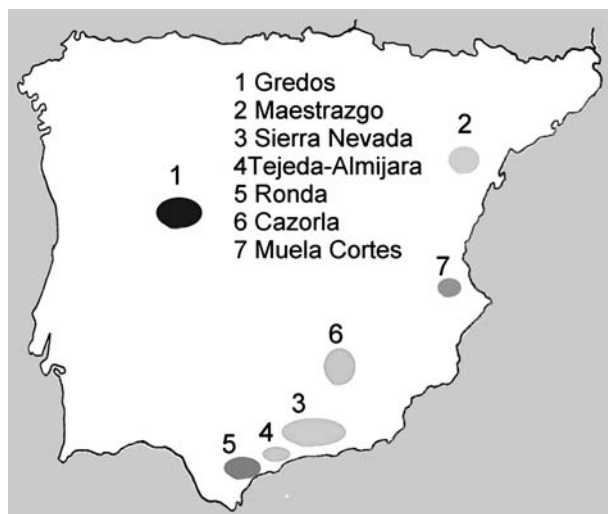 1 Gredos
2 Maestrazgo
3 Sierra Nevada
4Tejeda-Almijara
5 Ronda
6 Cazorla
7 Muela Cortes
2
1
7
6
3
4
5